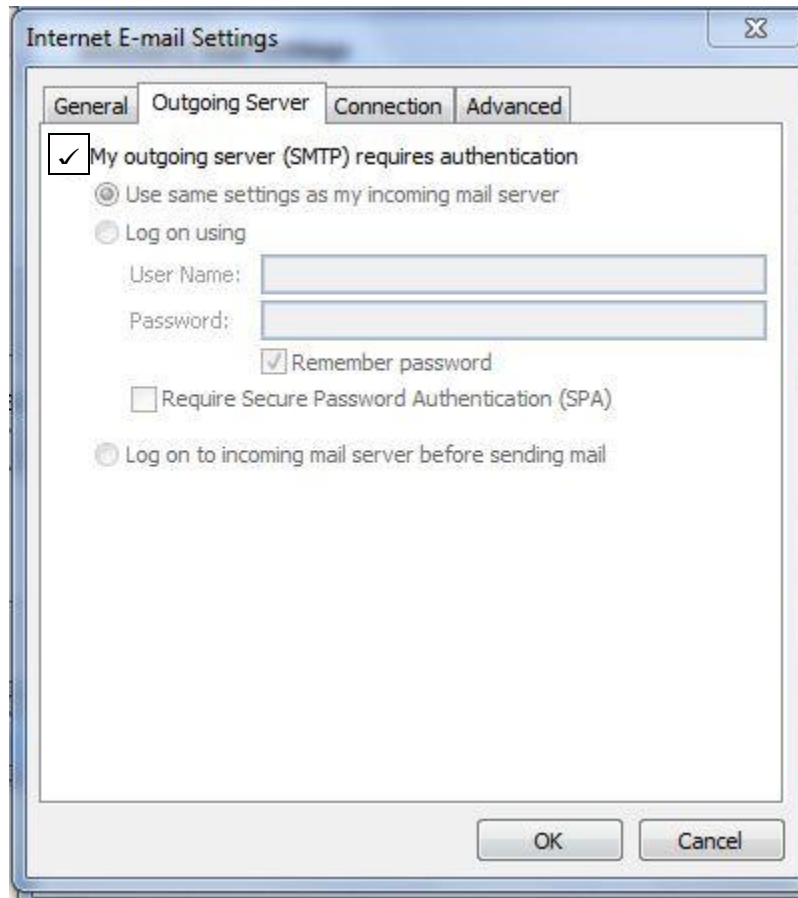 Internet E-mail Settings
General Outgoing Server Connection Advanced
My outgoing server (SMTP) requires authentication
Use same settings as my incoming mail server
Log on using
User Name:
Password:
Remember password
Require Secure Password Authentication (SPA)
Log on to incoming mail server before sending mail
OK Cancel